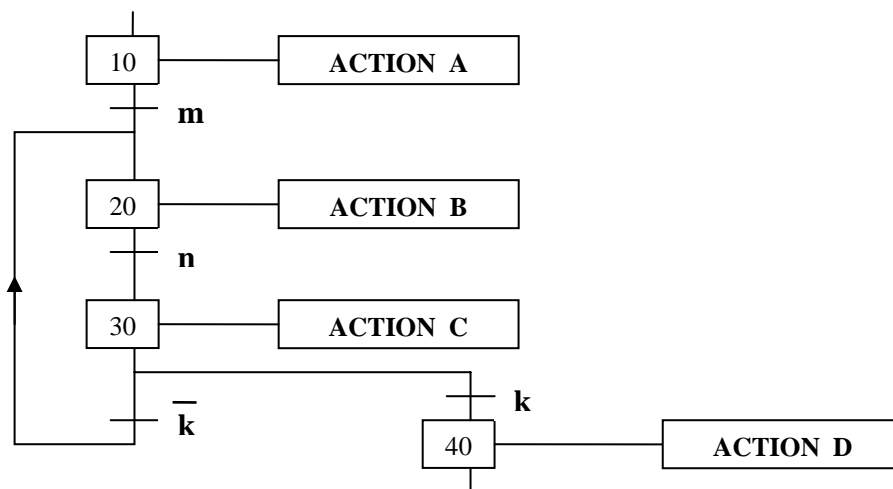 10 ACTION A
m
20 ACTION B
n
30 ACTION C
k̅ k
40 ACTION D